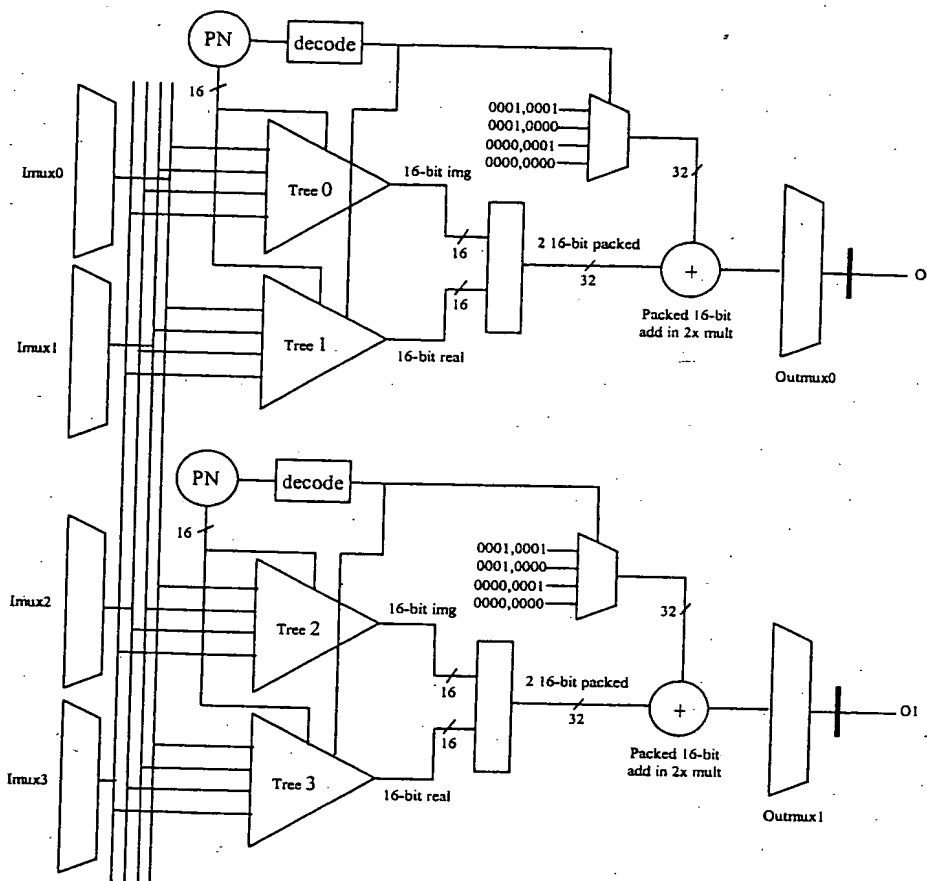 PN
decode
16
0001,0001
0001,0000
0000,0001
0000,0000
Imux0
Tree 0
16-bit img
32
16
2 16-bit packed
32
+
O
16
Packed 16-bit
add in 2x mult
Imux1
Tree 1
16-bit real
Outmux0
PN
decode
16
0001,0001
0001,0000
0000,0001
0000,0000
Imux2
Tree 2
16-bit img
32
16
2 16-bit packed
32
+
O1
16
Packed 16-bit
add in 2x mult
Imux3
Tree 3
16-bit real
Outmux1